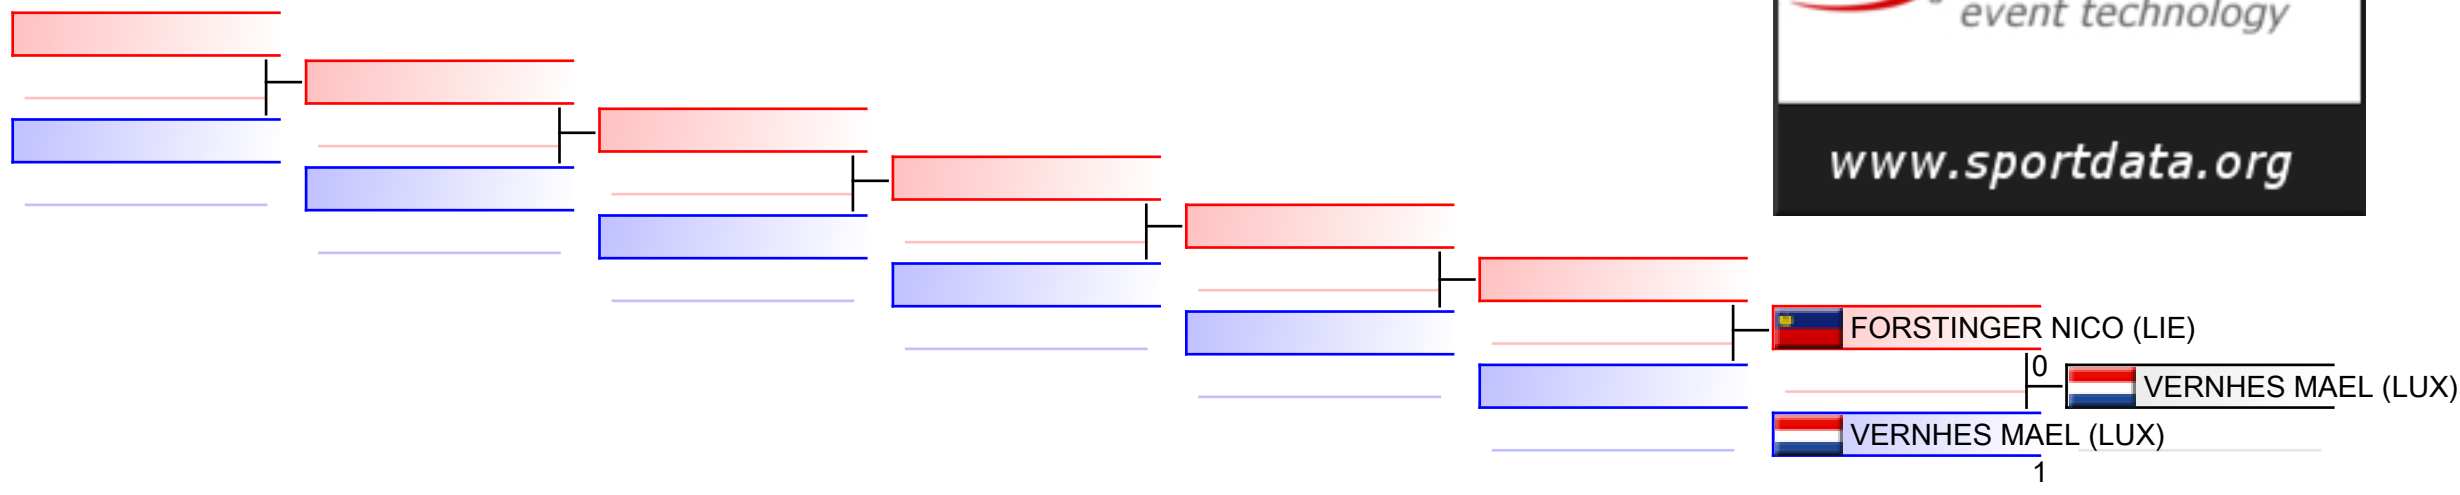 event technology
www.sportdata.org
FORSTINGER NICO (LIE)
0
VERNHES MAEL (LUX)
VERNHES MAEL (LUX)
1